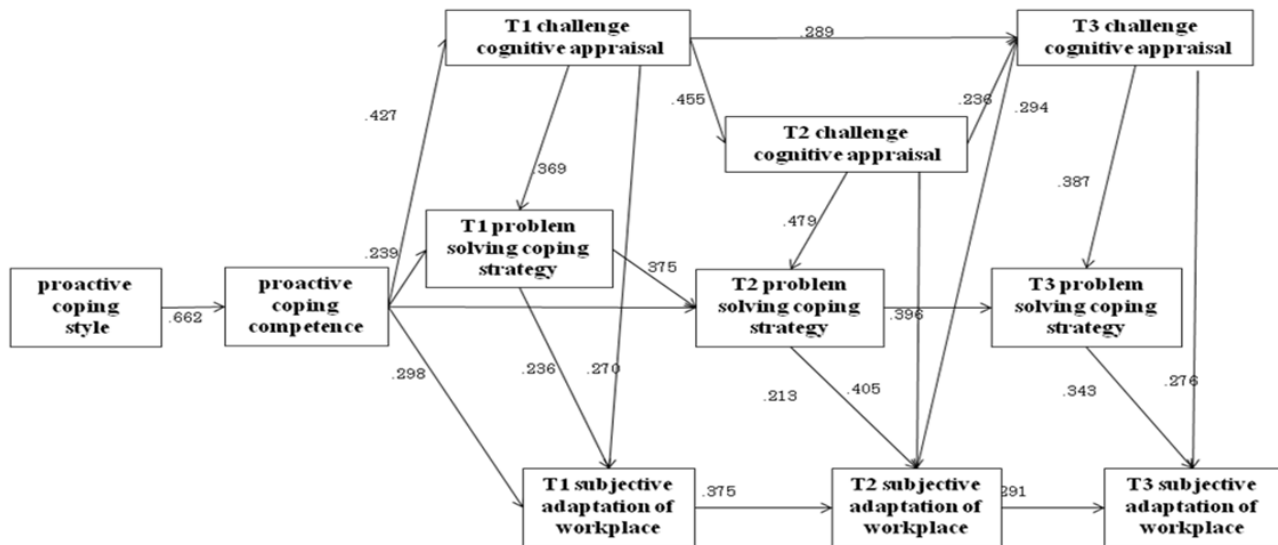 T1 challenge
cognitive appraisal
.289
T3 challenge
cognitive appraisal
.427
.455
.236
.294
T2 challenge
cognitive appraisal
.369
.387
T1 problem
solving coping
strategy
.479
.239
.375
proactive
coping
style
.662
proactive
coping
competence
T2 problem
solving coping
strategy
.396
T3 problem
solving coping
strategy
.298
.236
.270
.213
.405
.343
.276
T1 subjective
adaptation of
workplace
.375
T2 subjective
adaptation of
workplace
.291
T3 subjective
adaptation of
workplace